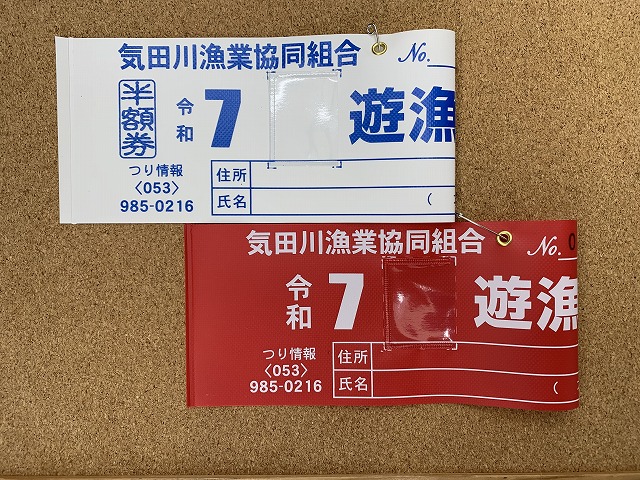 気田川漁業協同組合 No.
半額券
令和 7 遊漁
つり情報
〈053〉
985-0216
住所
氏名 (
気田川漁業協同組合 No. 0
令和 7 遊漁
つり情報
〈053〉
985-0216
住所
氏名 (